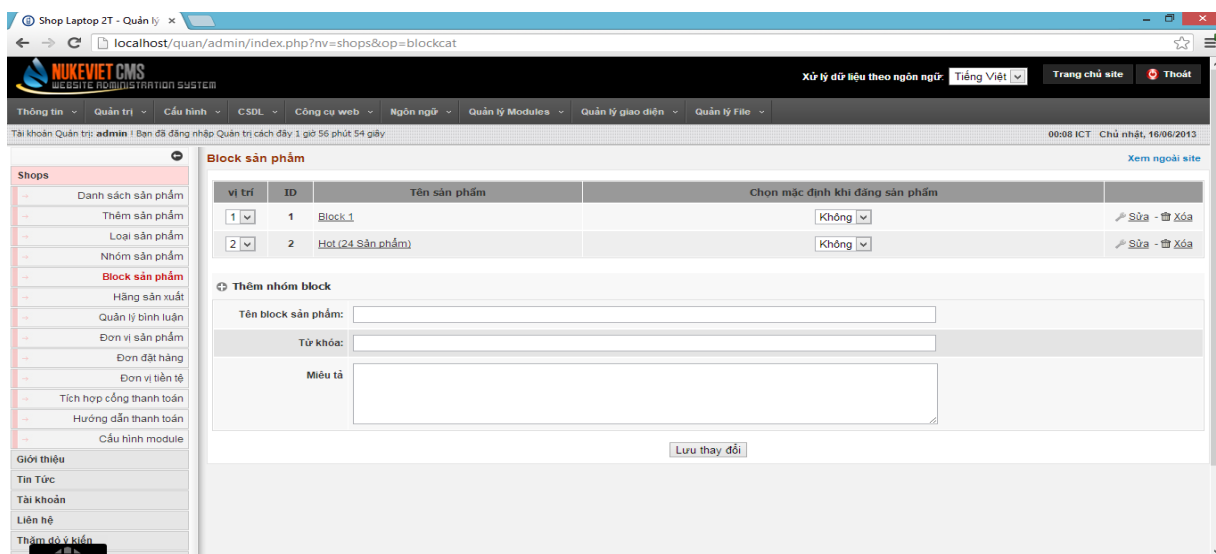 Shop Laptop 2T - Quản lý
localhost/quan/admin/index.php?nv=shops&op=blockcat
NUKEVIET CMS
WEBSITE ADMINISTRATION SYSTEM
Xử lý dữ liệu theo ngôn ngữ: Tiếng Việt Trang chủ site Thoát
Thông tin Quản trị Cấu hình CSDL Công cụ web Ngôn ngữ Quản lý Modules Quản lý giao diện Quản lý File
Tài khoản Quản trị: admin ! Bạn đã đăng nhập Quản trị cách đây 1 giờ 56 phút 54 giây 00:08 ICT Chủ nhật, 16/06/2013
Shops
Danh sách sản phẩm
Thêm sản phẩm
Loại sản phẩm
Nhóm sản phẩm
Block sản phẩm
Hãng sản xuất
Quản lý bình luận
Đơn vị sản phẩm
Đơn đặt hàng
Đơn vị tiền tệ
Tích hợp cổng thanh toán
Hướng dẫn thanh toán
Cấu hình module
Giới thiệu
Tin Tức
Tài khoản
Liên hệ
Thăm dò ý kiến
Block sản phẩm Xem ngoài site
vị trí ID Tên sản phẩm Chọn mặc định khi đăng sản phẩm
1 1 Block 1 Không Sửa - Xóa
2 2 Hot (24 Sản phẩm) Không Sửa - Xóa
Thêm nhóm block
Tên block sản phẩm:
Từ khóa:
Miêu tả
Lưu thay đổi